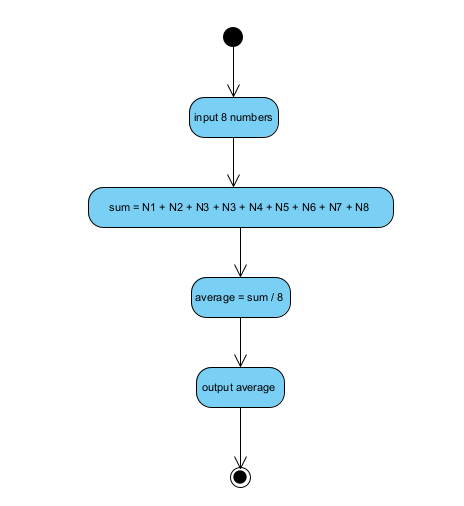 input 8 numbers
sum = N1 + N2 + N3 + N3 + N4 + N5 + N6 + N7 + N8
average = sum / 8
output average